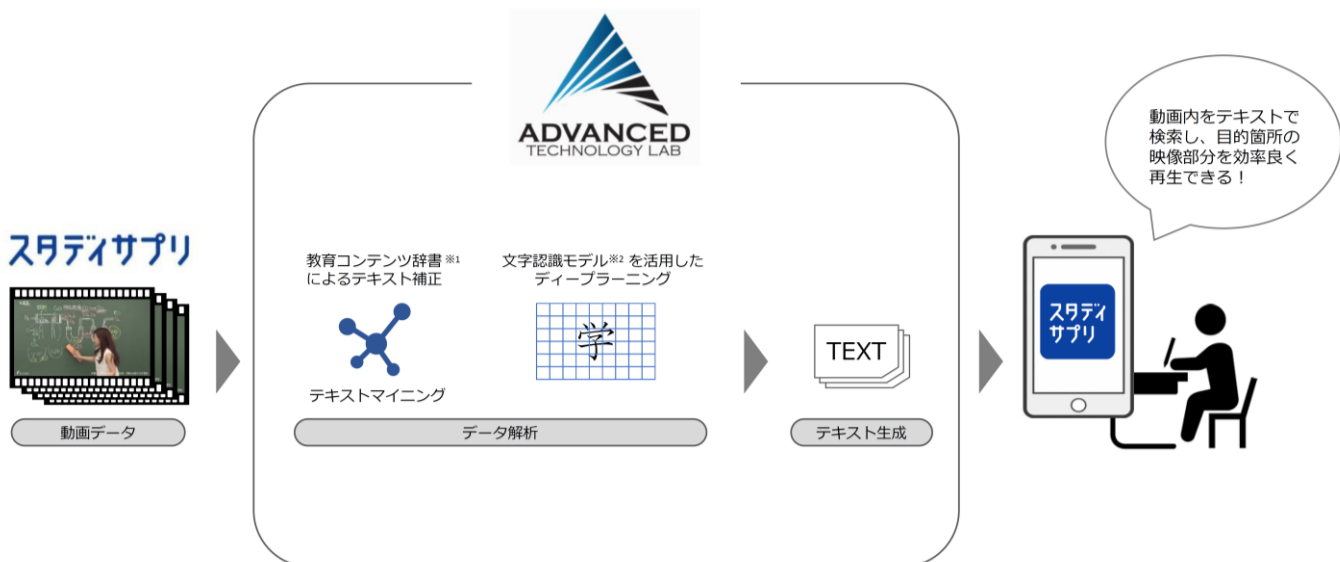 ADVANCED
TECHNOLOGY LAB
動画内をテキストで
検索し、目的箇所の
映像部分を効率良く
再生できる！
スタディサプリ
教育コンテンツ辞書※1
によるテキスト補正
文字認識モデル※2 を活用した
ディープラーニング
学
テキストマイニング
TEXT
スタディ
サプリ
動画データ
データ解析
テキスト生成